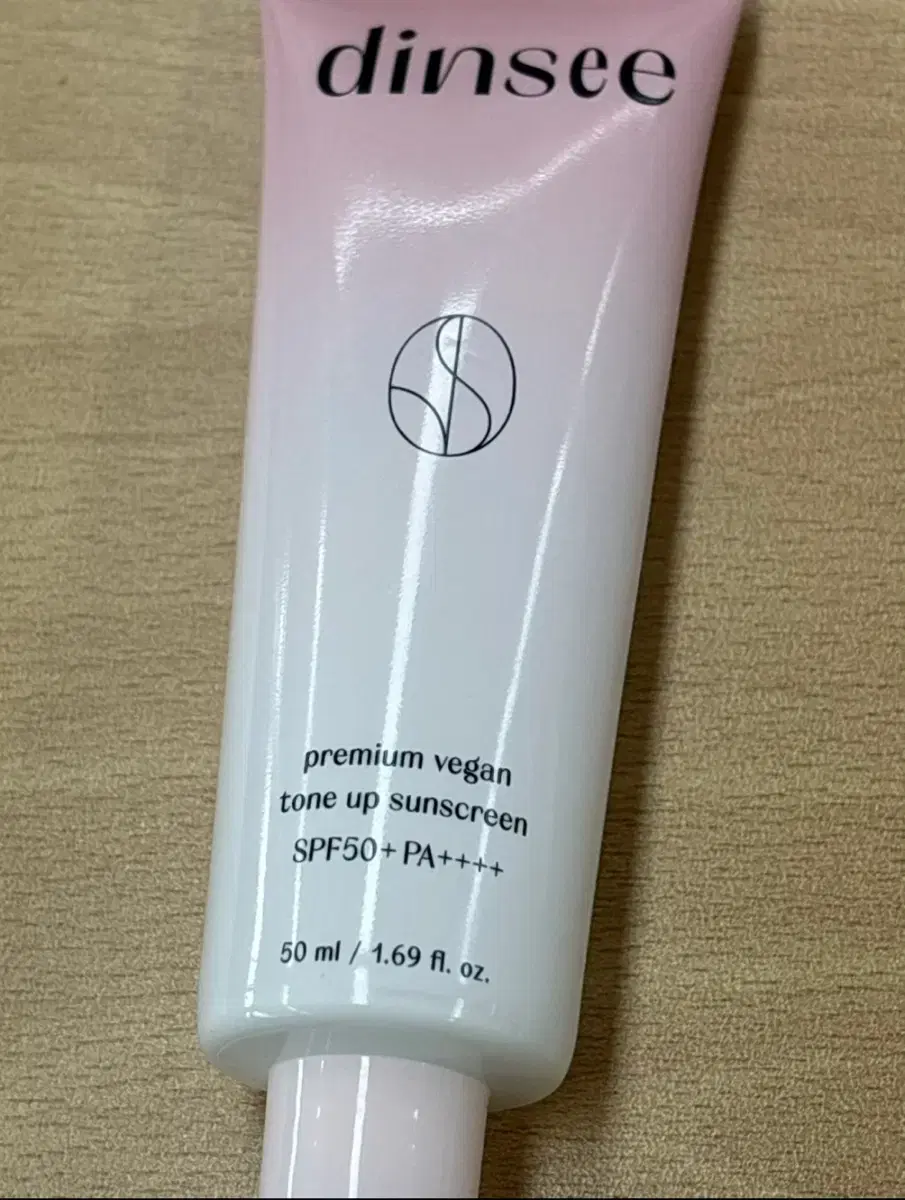 dinsee
premium vegan
tone up sunscreen
SPF50+ PA++++
50 ml / 1.69 fl. oz.